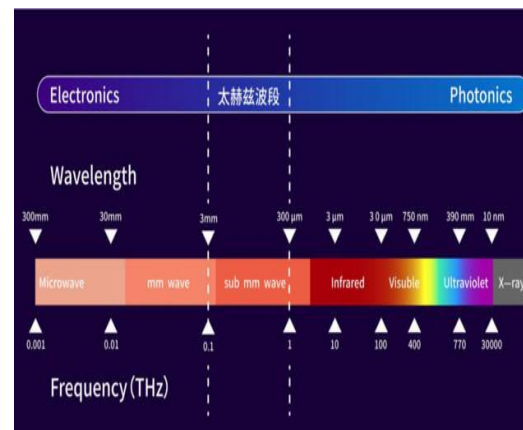 Electronics 太赫兹波段 Photonics
Wavelength
300mm 30mm 3mm 300 μm 3 μm 3 0 μm 750 nm 390 mm 10 nm
Microwave mm wave sub mm wave Infrared Visuble Ultraviolet X—ray
0.001 0.01 0.1 1 10 100 400 770 30000
Frequency(THz)